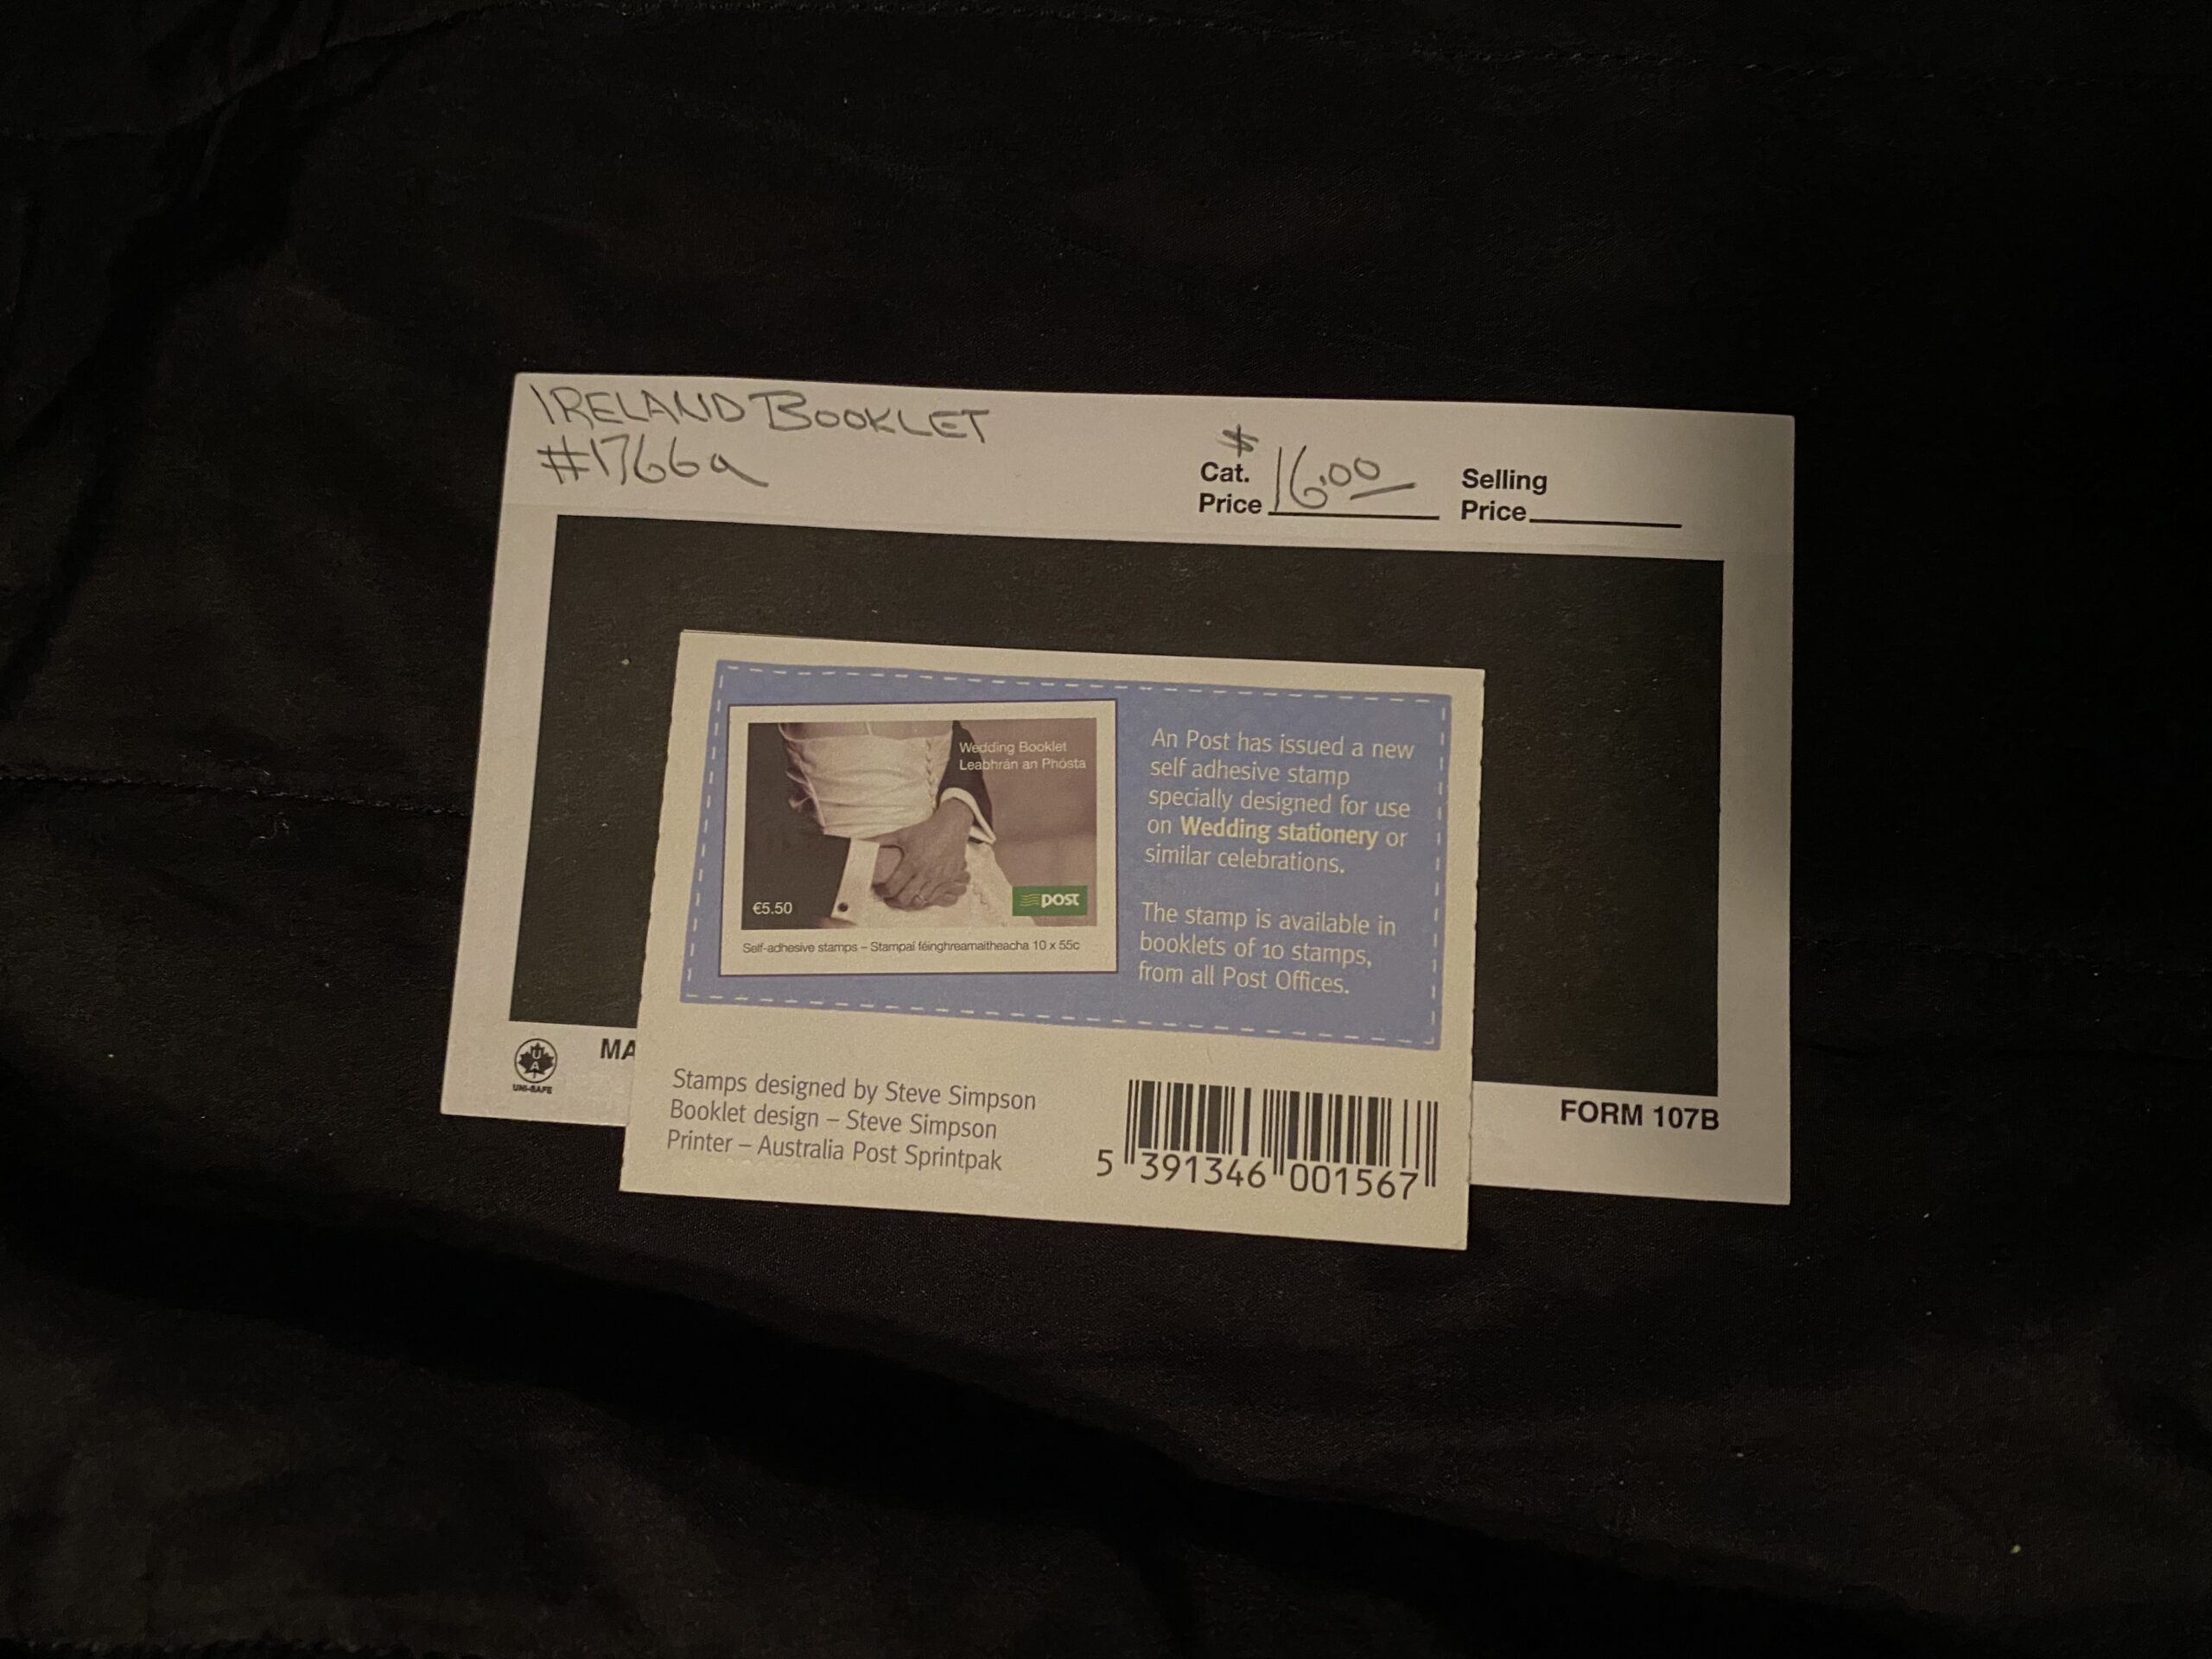 IRELAND BOOKLET
#1766a
$
Cat.
Price 16.00
Selling
Price
Wedding Booklet
Leabhrán an Phósta
€5.50
post
Self-adhesive stamps – Stampaí féinghreamaitheacha 10 x 55c
An Post has issued a new
self adhesive stamp
specially designed for use
on Wedding stationery or
similar celebrations.
The stamp is available in
booklets of 10 stamps,
from all Post Offices.
Stamps designed by Steve Simpson
Booklet design – Steve Simpson
Printer – Australia Post Sprintpak
5 391346 001567
UA
UNI-SAFE
MA
FORM 107B